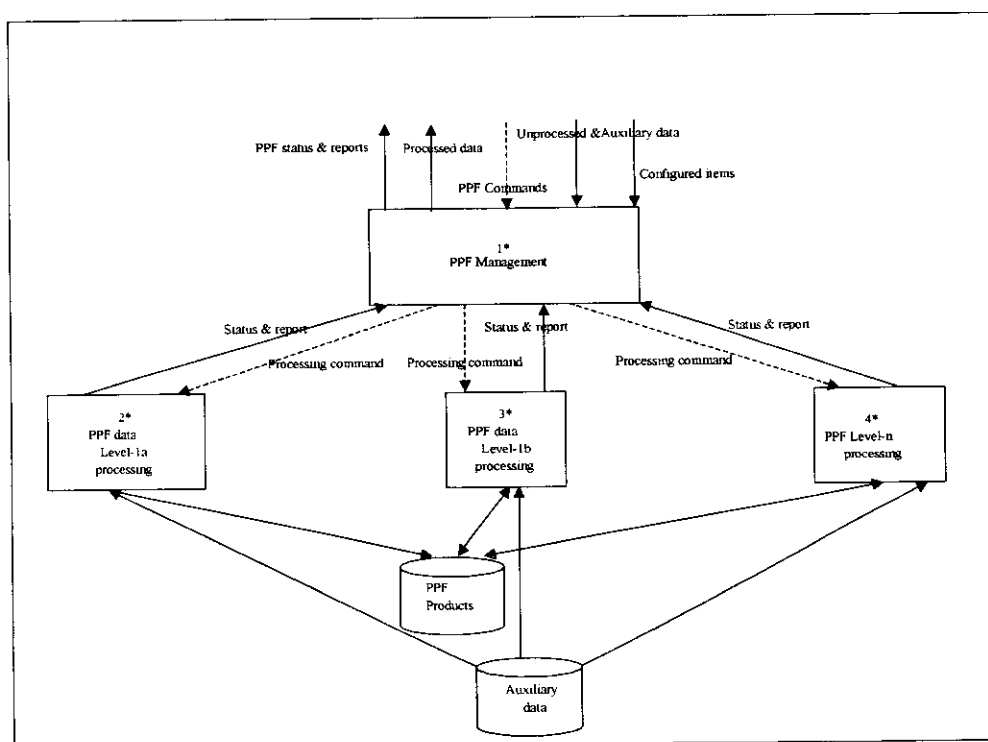 Unprocessed &Auxiliary data
PPF status & reports
Processed data
Configured items
PPF Commands
1*
PPF Management
Status & report
Status & report
Status & report
Processing command
Processing command
Processing command
2*
PPF data
Level-1a
processing
3*
PPF data
Level-1b
processing
4*
PPF Level-n
processing
PPF
Products
Auxiliary
data